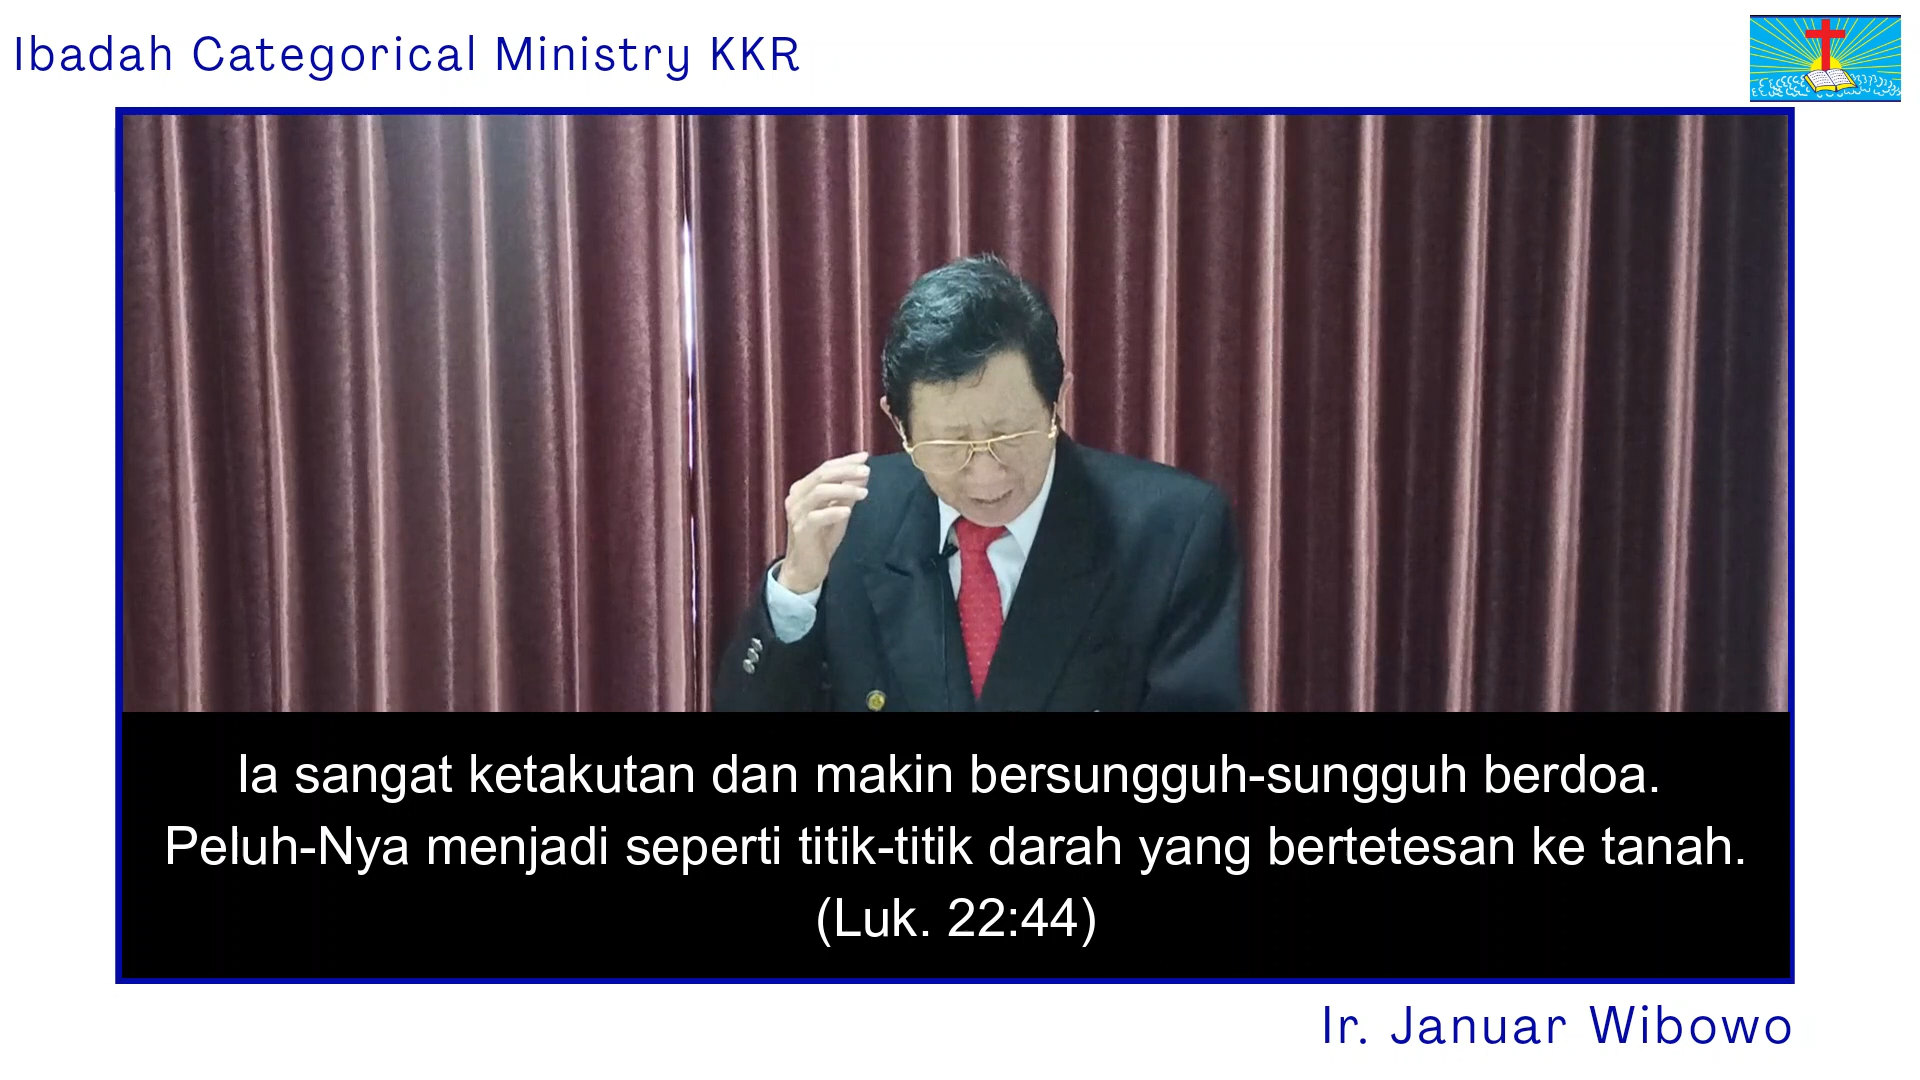 Ibadah Categorical Ministry KKR
Ia sangat ketakutan dan makin bersungguh-sungguh berdoa.
Peluh-Nya menjadi seperti titik-titik darah yang bertetesan ke tanah.
(Luk. 22:44)
Ir. Januar Wibowo